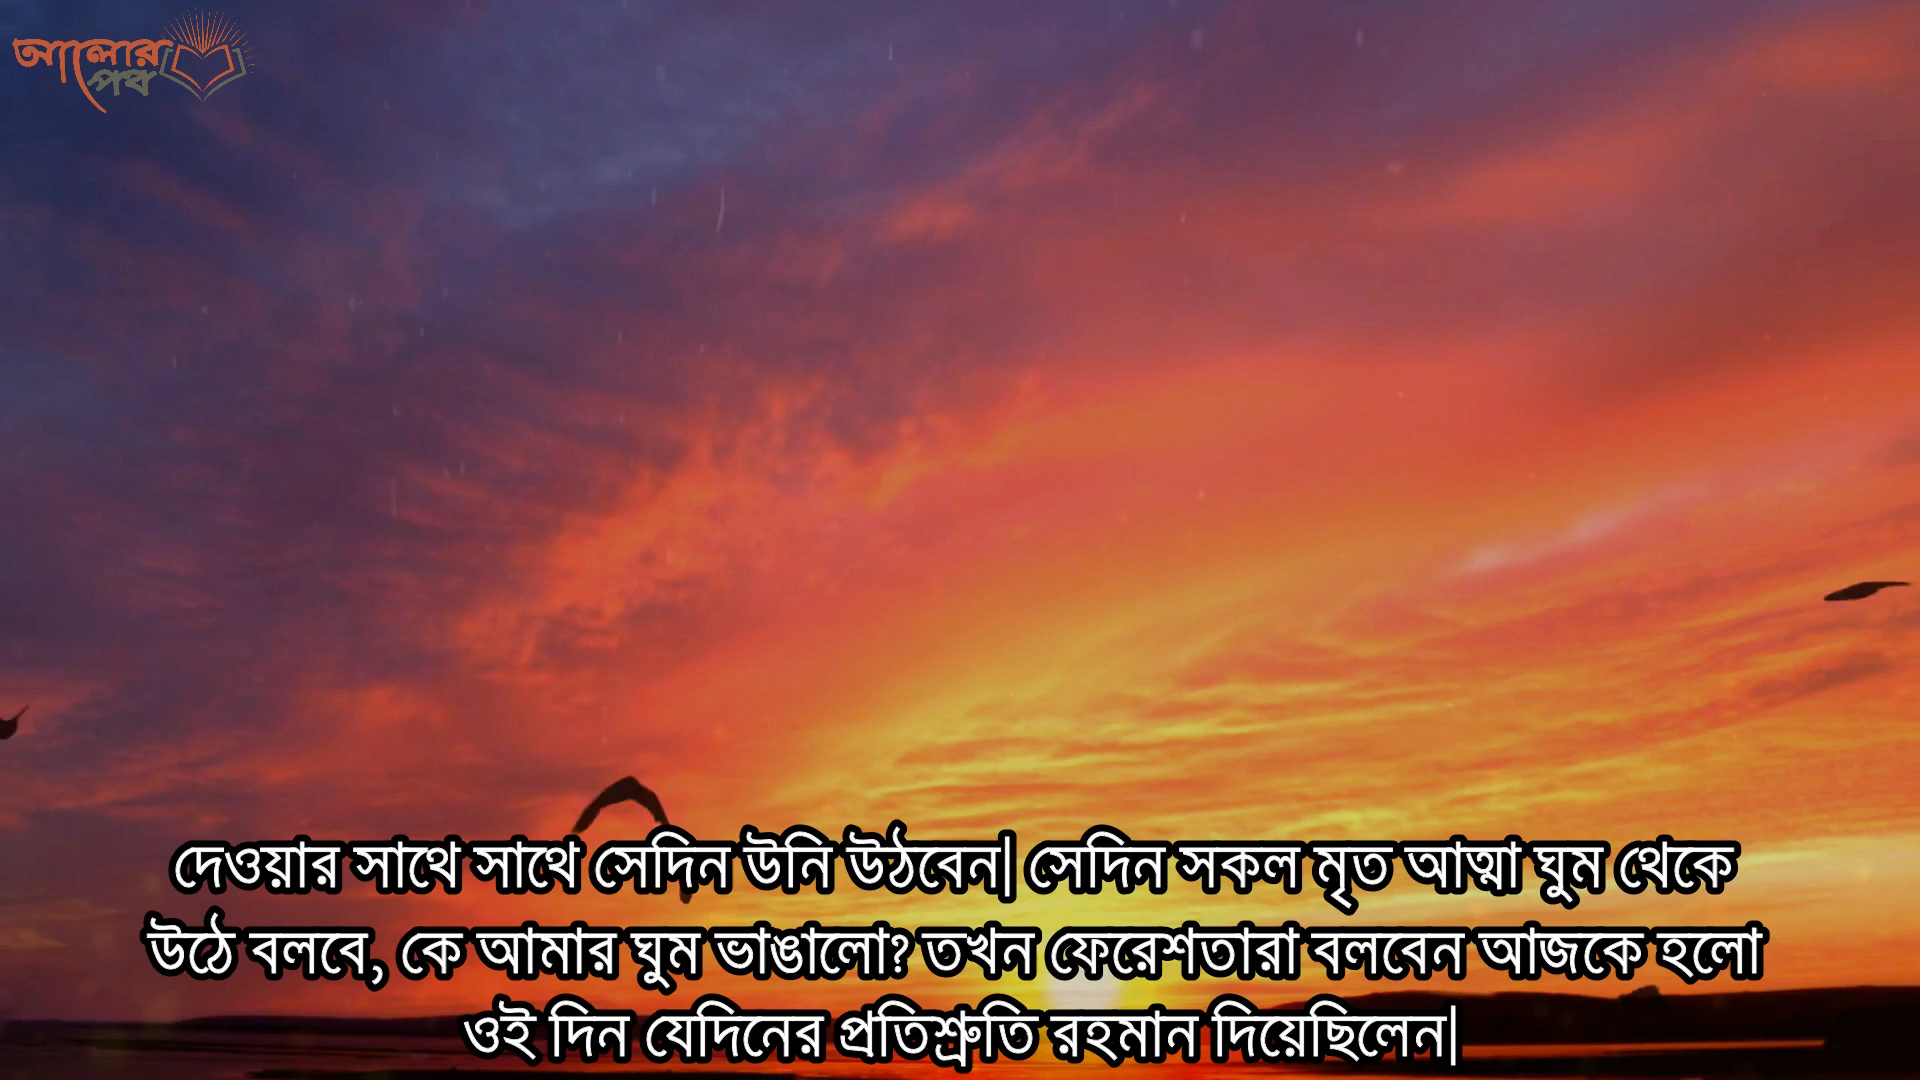 আলোর
পথ
দেওয়ার সাথে সাথে সেদিন উনি উঠবেন| সেদিন সকল মৃত আত্মা ঘুম থেকে
উঠে বলবে, কে আমার ঘুম ভাঙালো? তখন ফেরেশতারা বলবেন আজকে হলো
ওই দিন যেদিনের প্রতিশ্রুতি রহমান দিয়েছিলেন|